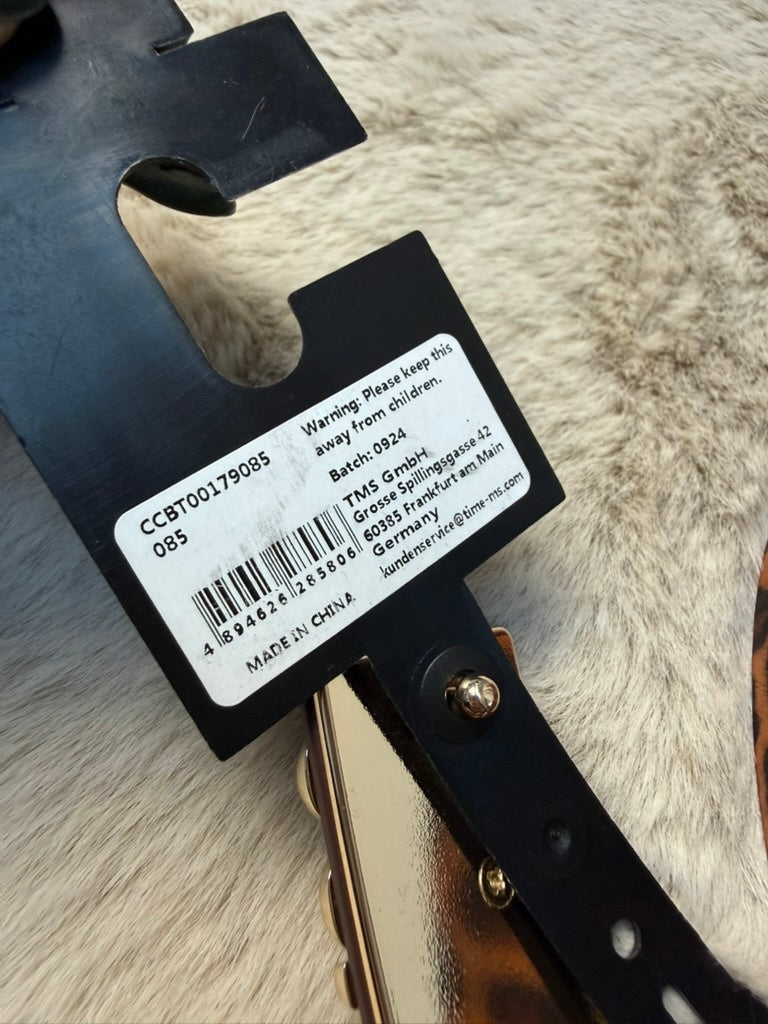 CCBT00179085
085
4 894626 285806
MADE IN CHINA
Warning: Please keep this
away from children.
Batch: 0924
TMS GmbH
Grosse Spillingsgasse 42
60385 Frankfurt am Main
Germany
kundenservice@time-ms.com